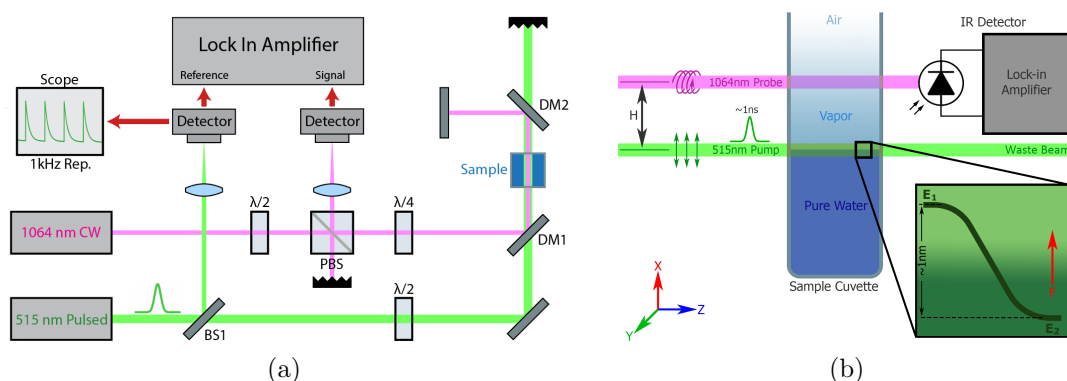 Lock In Amplifier
Reference
Signal
Scope
Detector
Detector
1kHz Rep.
DM2
Sample
λ/2
λ/4
1064 nm CW
DM1
PBS
λ/2
515 nm Pulsed
BS1
(a)
Air
IR Detector
1064nm Probe
Lock-in
Amplifier
H
~1ns
Vapor
515nm Pump
Waste Beam
Pure Water
E1
~1nm
F
E2
X
Z
Y
Sample Cuvette
(b)